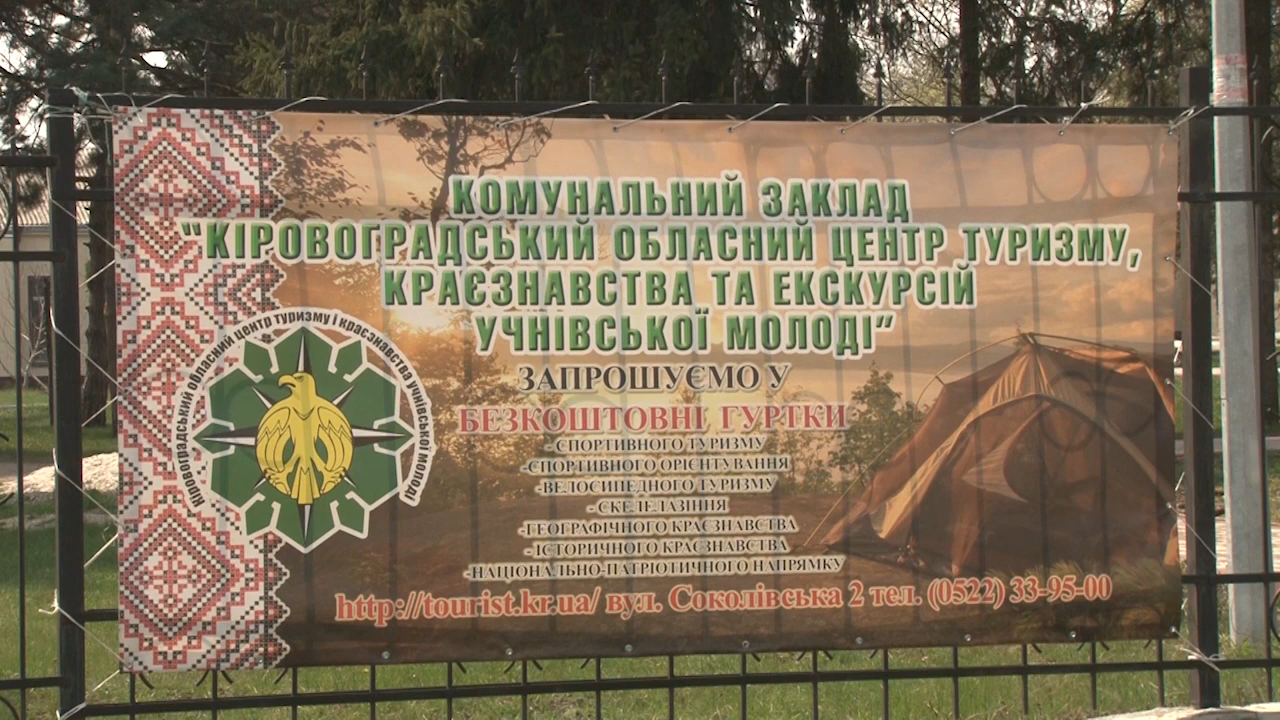 КОМУНАЛЬНИЙ ЗАКЛАД
"КІРОВОГРАДСЬКИЙ ОБЛАСНИЙ ЦЕНТР ТУРИЗМУ,
КРАЄЗНАВСТВА ТА ЕКСКУРСІЙ
УЧНІВСЬКОЇ МОЛОДІ"
ЗАПРОШУЄМО У
БЕЗКОШТОВНІ ГУРТКИ
- СПОРТИВНОГО ТУРИЗМУ
-СПОРТИВНОГО ОРІЄНТУВАННЯ
- ВЕЛОСИПЕДНОГО ТУРИЗМУ
- СКЕЛЕЛАЗІННЯ
-ГЕОГРАФІЧНОГО КРАЄЗНАВСТВА
- ІСТОРИЧНОГО КРАЄЗНАВСТВА
-НАЦІОНАЛЬНО-ПАТРІОТИЧНОГО НАПРЯМКУ
http://tourist.kr.ua/ вул. Соколівська 2 тел. (0522) 33-95-00
Кіровоградський обласний центр туризму і краєзнавства учнівської молоді